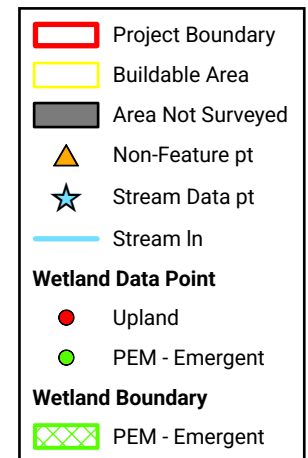 Project Boundary
Buildable Area
Area Not Surveyed
Non-Feature pt
Stream Data pt
Stream ln
Wetland Data Point
Upland
PEM - Emergent
Wetland Boundary
PEM - Emergent